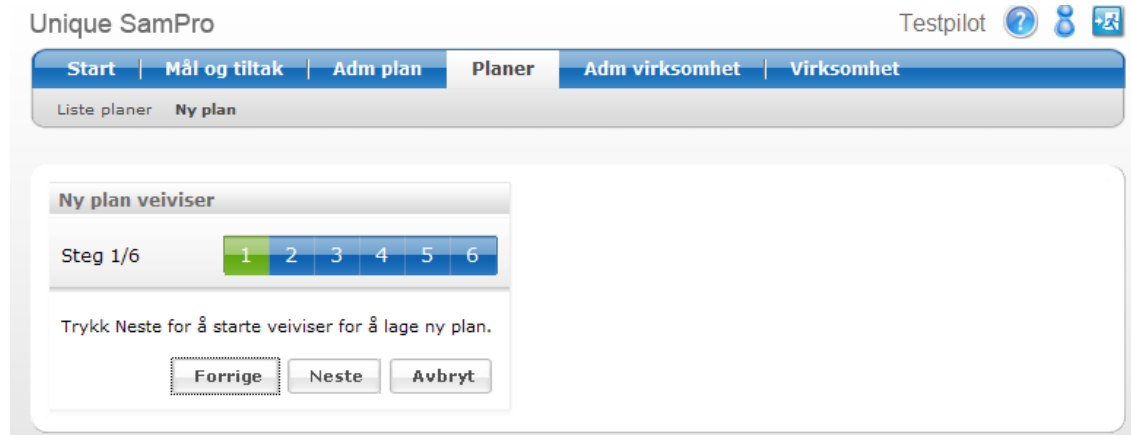 Unique SamPro Testpilot ?
Start | Mål og tiltak | Adm plan Planer Adm virksomhet | Virksomhet
Liste planer Ny plan
Ny plan veiviser
Steg 1/6 1 2 3 4 5 6
Trykk Neste for å starte veiviser for å lage ny plan.
Forrige Neste Avbryt